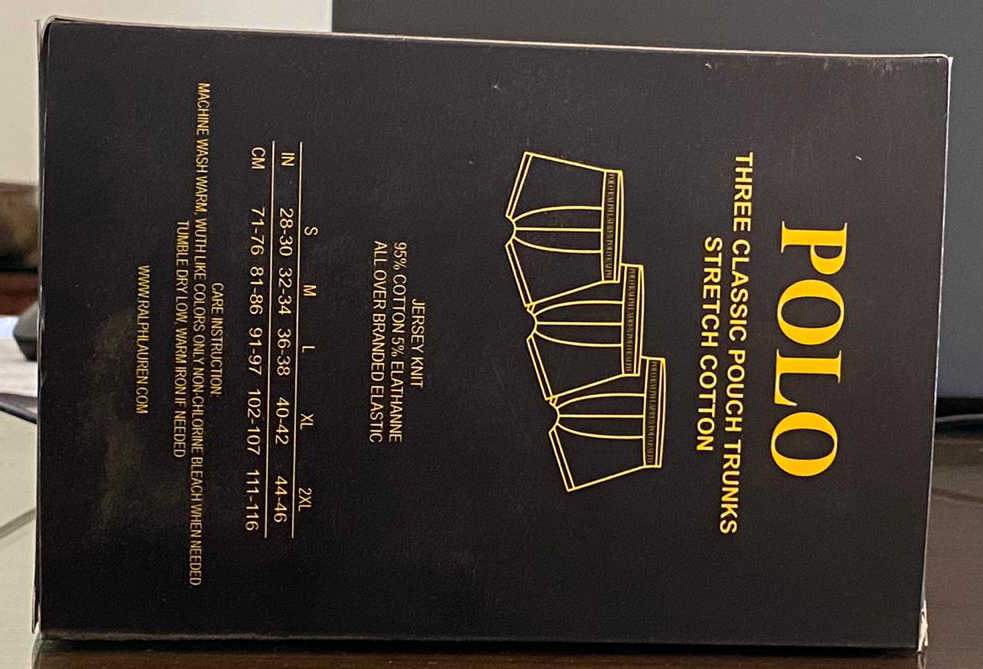 POLO
THREE CLASSIC POUCH TRUNKS
STRETCH COTTON
JERSEY KNIT
95% COTTON 5% ELATHANNE
ALL OVER BRANDED ELASTIC
S M L XL 2XL
IN 28-30 32-34 36-38 40-42 44-46
CM 71-76 81-86 91-97 102-107 111-116
CARE INSTRUCTION:
MACHINE WASH WARM, WUTH LIKE COLORS ONLY NON-CHLORINE BLEACH WHEN NEEDED
TUMBLE DRY LOW, WARM IRON IF NEEDED
WWW.RALPHLAUREN.COM